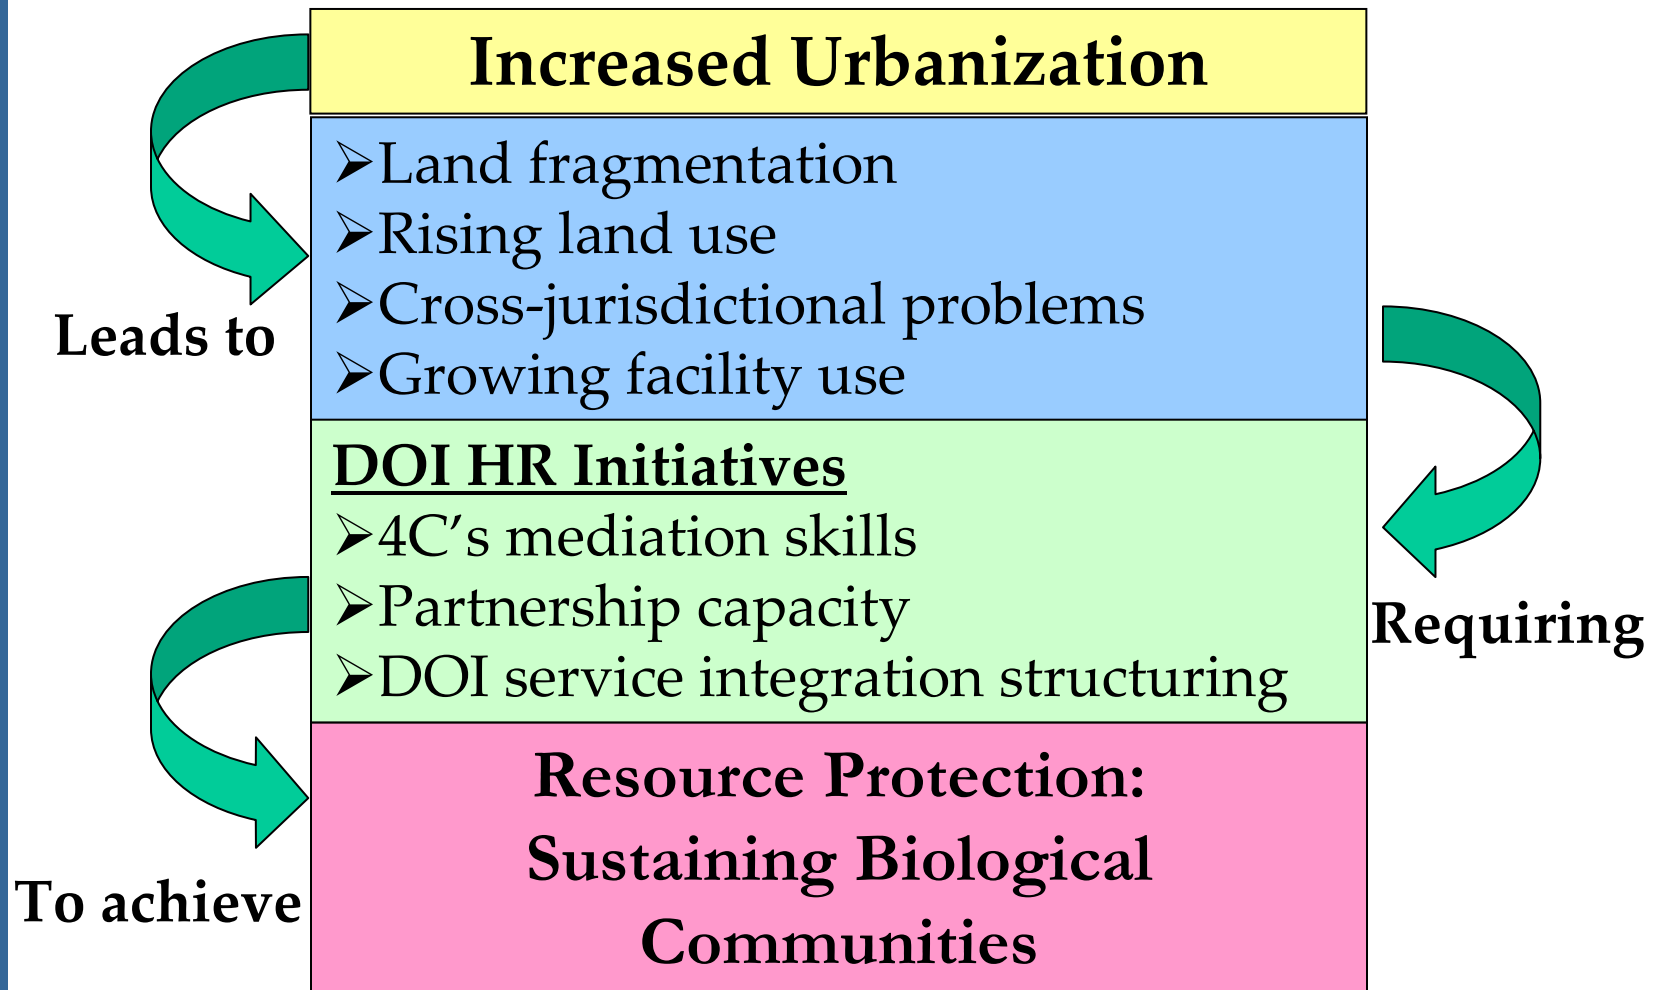 Increased Urbanization
➢Land fragmentation
➢Rising land use
➢Cross-jurisdictional problems
➢Growing facility use
Leads to
Requiring
DOI HR Initiatives
➢4C’s mediation skills
➢Partnership capacity
➢DOI service integration structuring
To achieve
Resource Protection:
Sustaining Biological
Communities